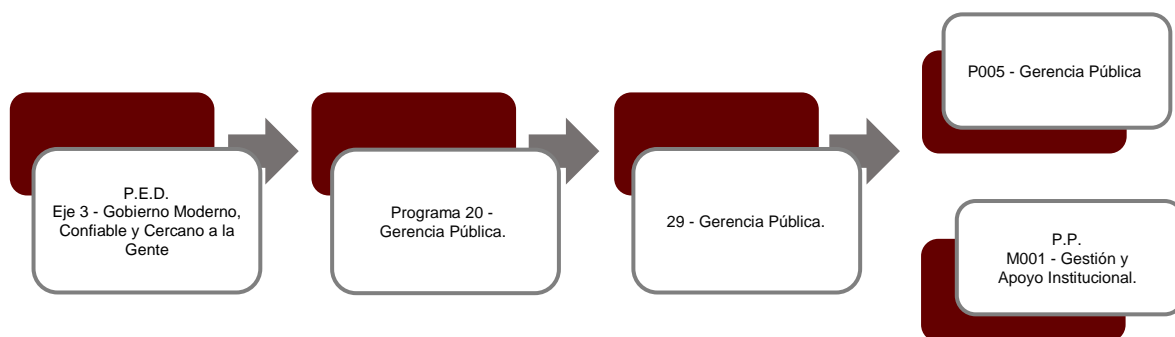 P.E.D.
Eje 3 - Gobierno Moderno,
Confiable y Cercano a la
Gente
Programa 20 -
Gerencia Pública.
29 - Gerencia Pública.
P005 - Gerencia Pública
P.P.
M001 - Gestión y
Apoyo Institucional.